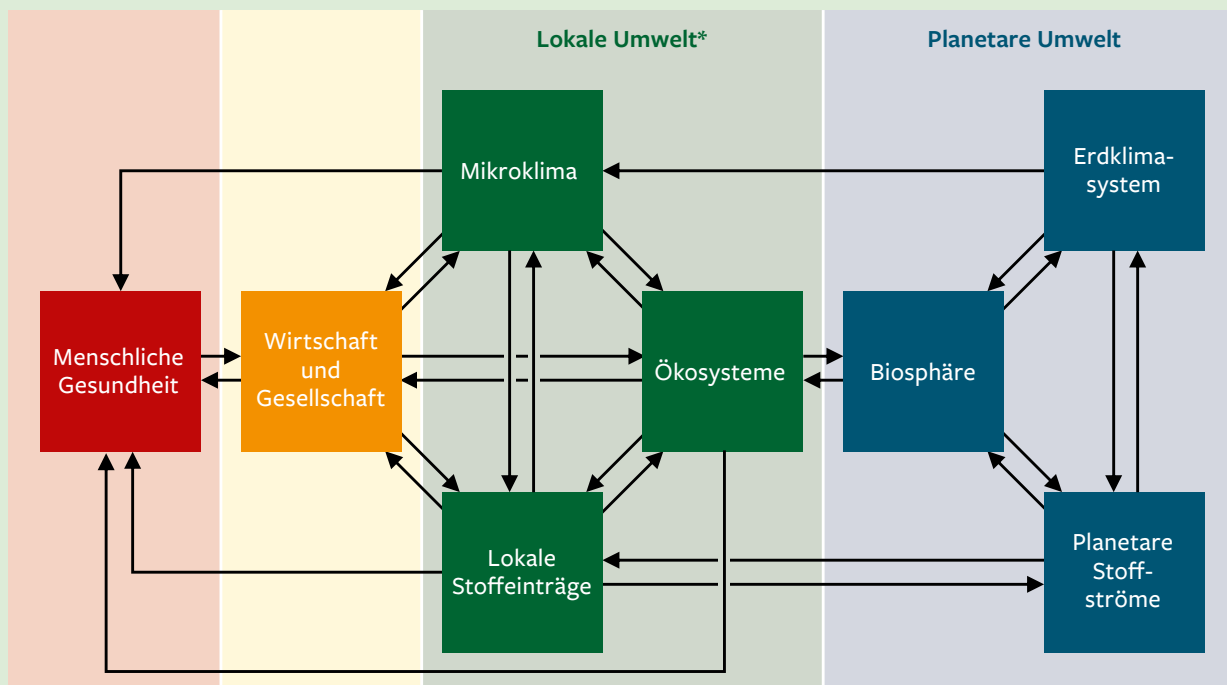 Lokale Umwelt*
Planetare Umwelt
Mikroklima
Erdklima-
system
Menschliche
Gesundheit
Wirtschaft
und
Gesellschaft
Ökosysteme
Biosphäre
Lokale
Stoffeinträge
Planetare
Stoff-
ströme